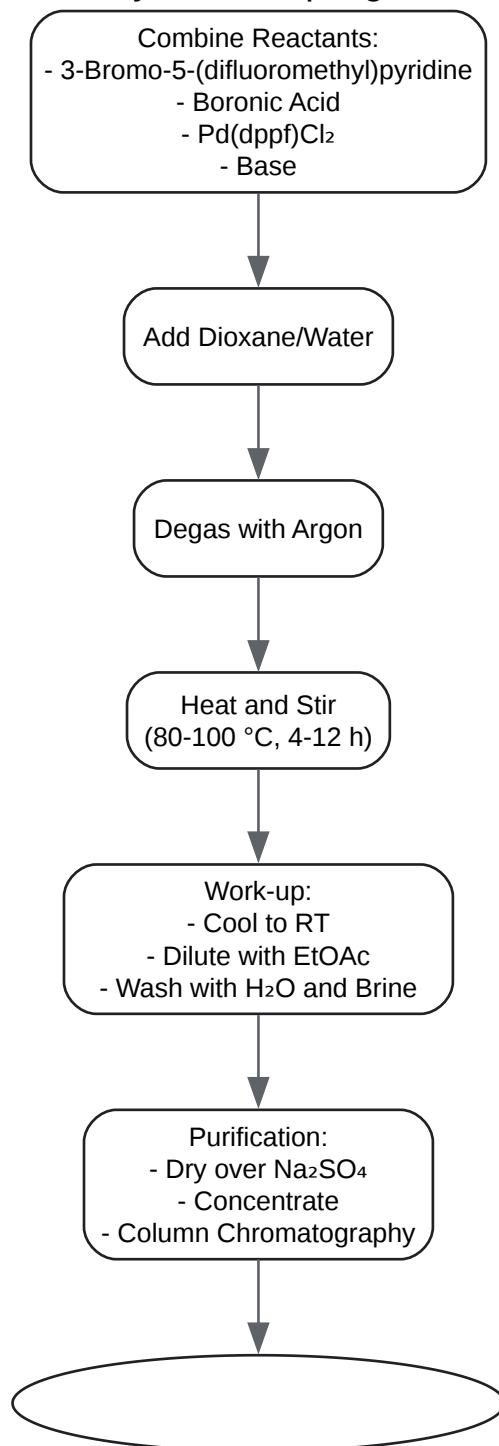 Combine Reactants:
- 3-Bromo-5-(difluoromethyl)pyridine
- Boronic Acid
- Pd(dppf)Cl₂
- Base
Add Dioxane/Water
Degas with Argon
Heat and Stir
(80-100 °C, 4-12 h)
Work-up:
- Cool to RT
- Dilute with EtOAc
- Wash with H₂O and Brine
Purification:
- Dry over Na₂SO₄
- Concentrate
- Column Chromatography